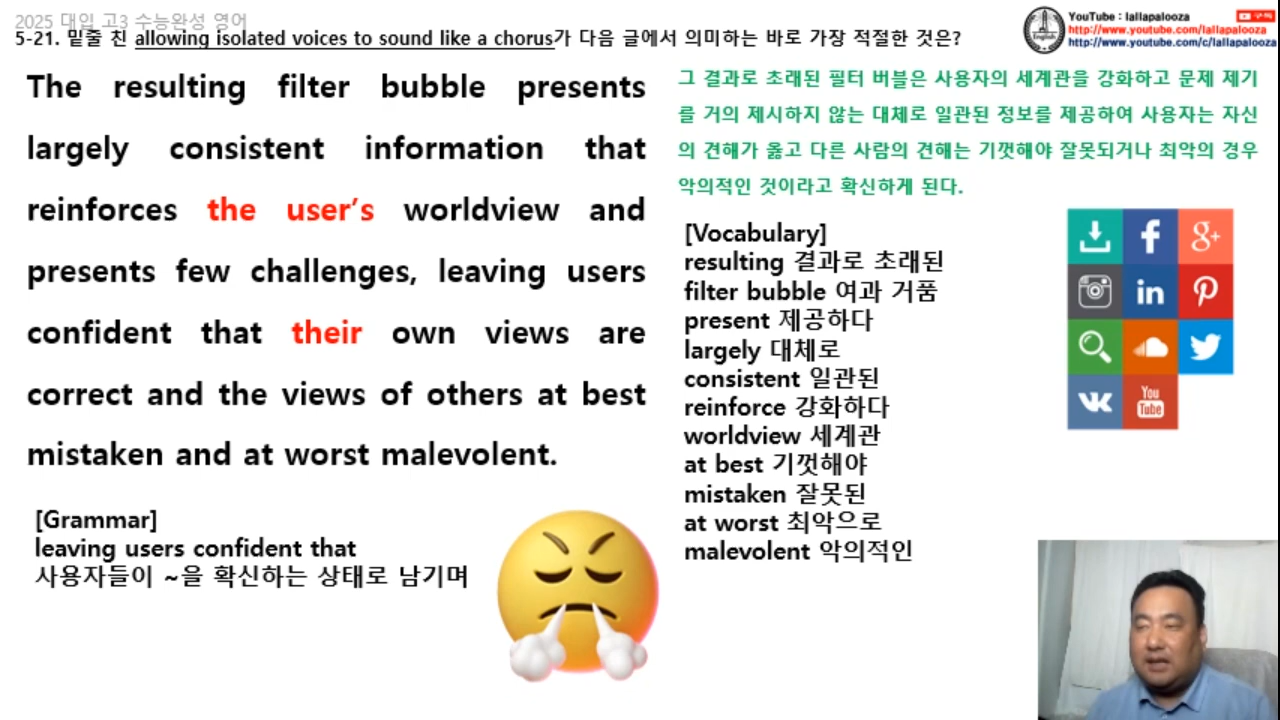 2025 대입 고3 수능완성 영어
5-21. 밑줄 친 allowing isolated voices to sound like a chorus가 다음 글에서 의미하는 바로 가장 적절한 것은?
YouTube : lallapalooza
http://www.youtube.com/lallapalooza
http://www.youtube.com/c/lallapalooza
The resulting filter bubble presents
largely consistent information that
reinforces the user's worldview and
presents few challenges, leaving users
confident that their own views are
correct and the views of others at best
mistaken and at worst malevolent.
[Grammar]
leaving users confident that
사용자들이 ~을 확신하는 상태로 남기며
그 결과로 초래된 필터 버블은 사용자의 세계관을 강화하고 문제 제기
를 거의 제시하지 않는 대체로 일관된 정보를 제공하여 사용자는 자신
의 견해가 옳고 다른 사람의 견해는 기껏해야 잘못되거나 최악의 경우
악의적인 것이라고 확신하게 된다.
[Vocabulary]
resulting 결과로 초래된
filter bubble 여과 거품
present 제공하다
largely 대체로
consistent 일관된
reinforce 강화하다
worldview 세계관
at best 기껏해야
mistaken 잘못된
at worst 최악으로
malevolent 악의적인
f
g+
in
You
Tube